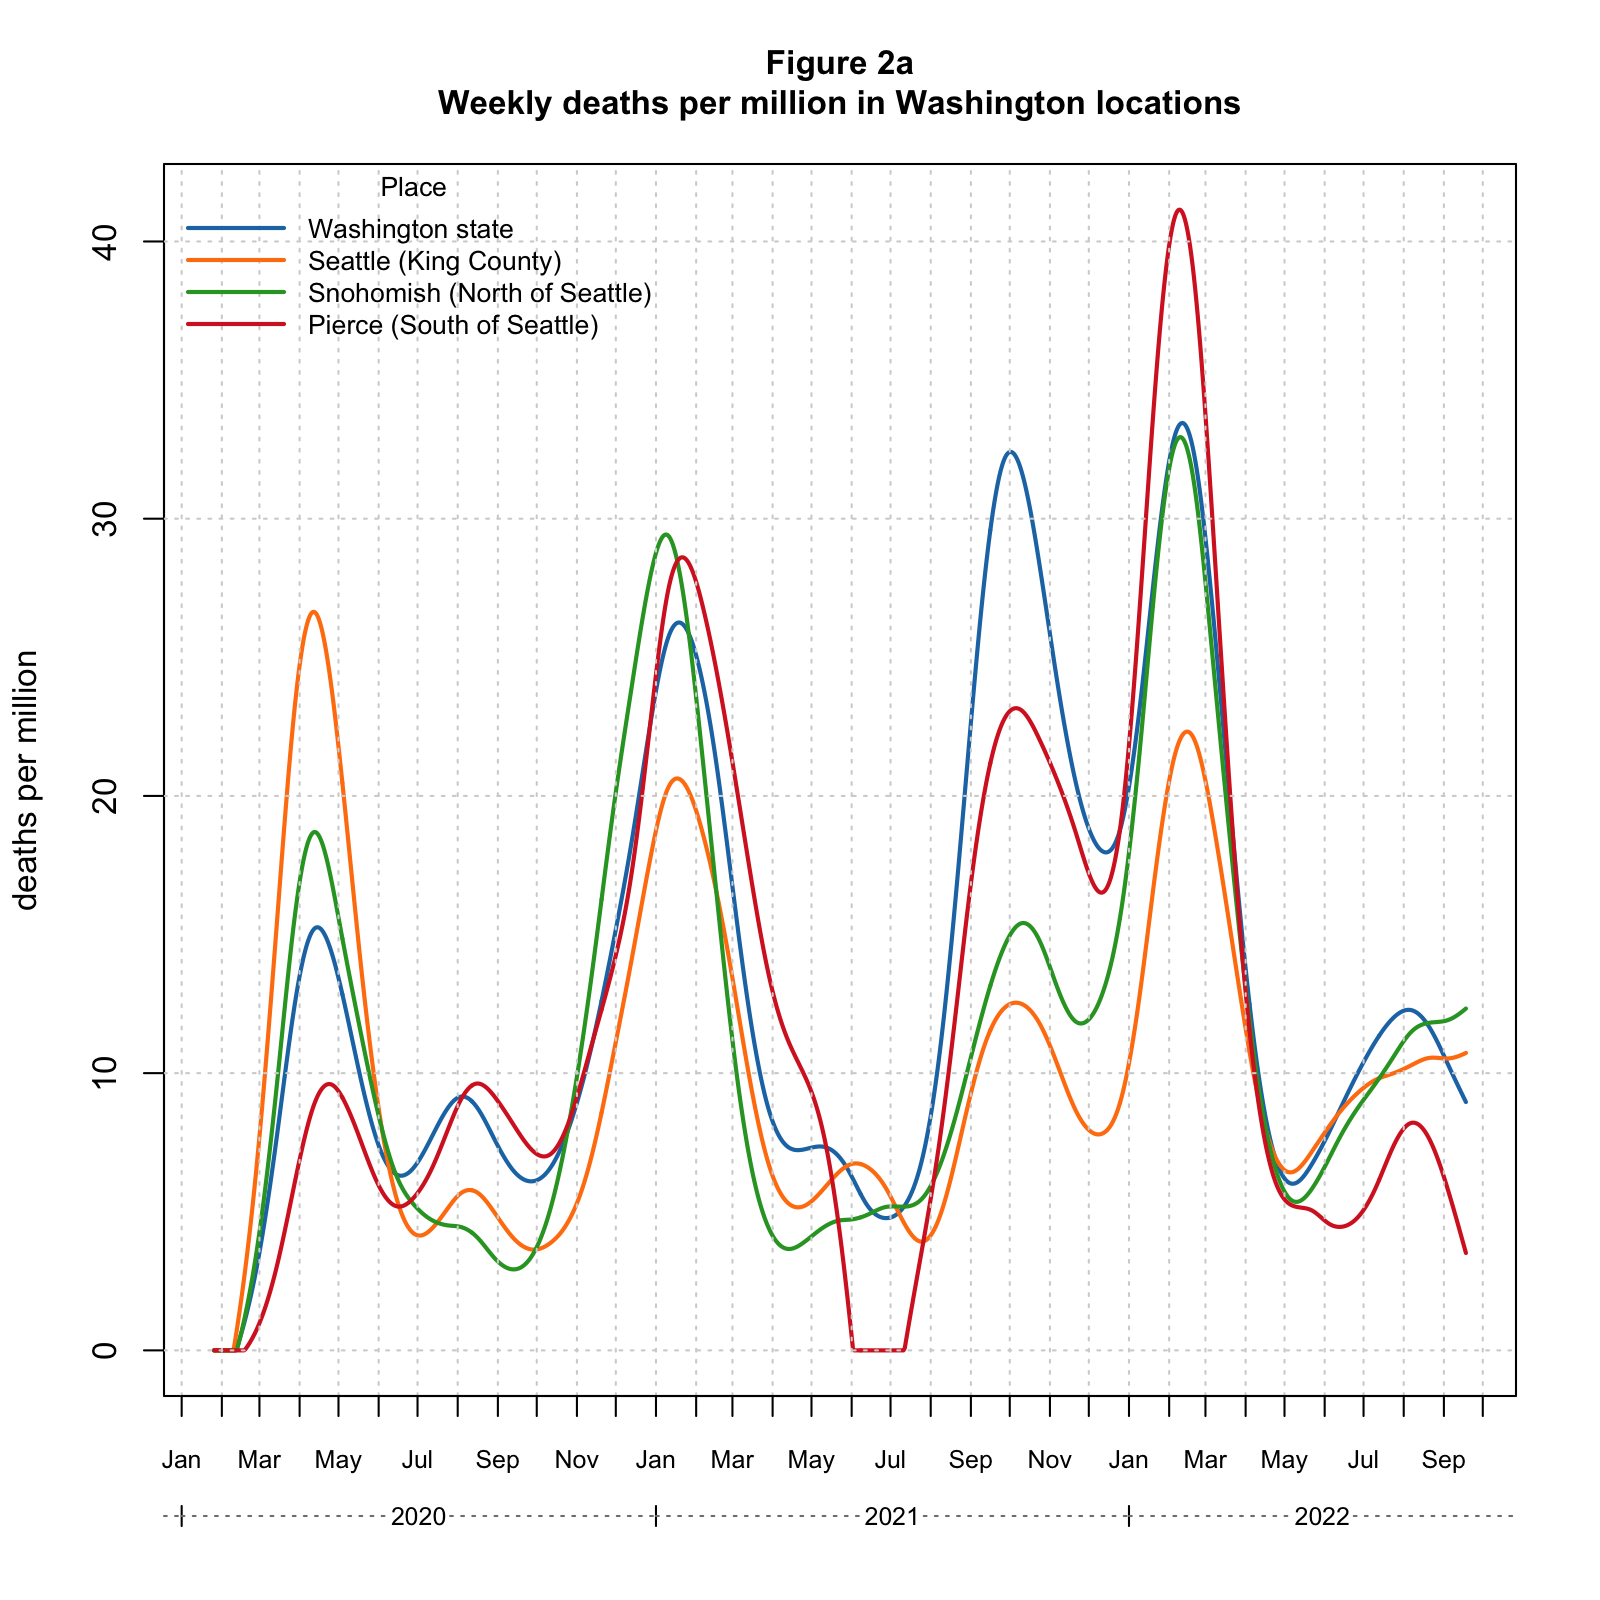 Figure 2a
Weekly deaths per million in Washington locations
Place
Washington state
Seattle (King County)
Snohomish (North of Seattle)
Pierce (South of Seattle)
deaths per million
40
30
20
10
0
Jan Mar May Jul Sep Nov Jan Mar May Jul Sep Nov Jan Mar May Jul Sep
2020 2021 2022